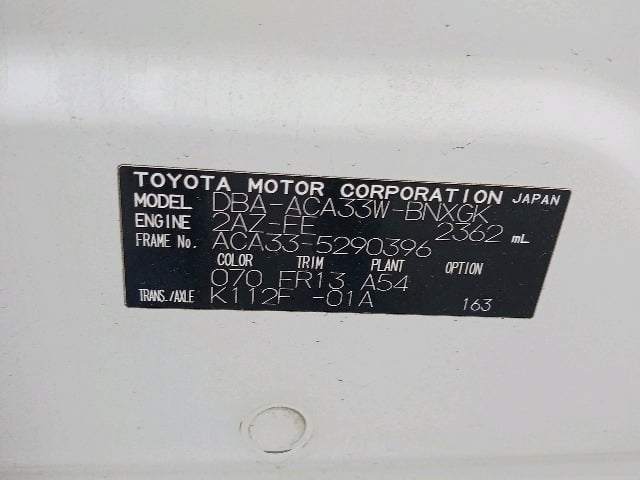 TOYOTA MOTOR CORPORATION JAPAN
MODEL DBA-ACA33W-BNXGK
ENGINE 2AZ-FE 2362 mL
FRAME No. ACA33-5290396
COLOR TRIM PLANT OPTION
070 FR13 A54
TRANS./AXLE K112F -01A 163